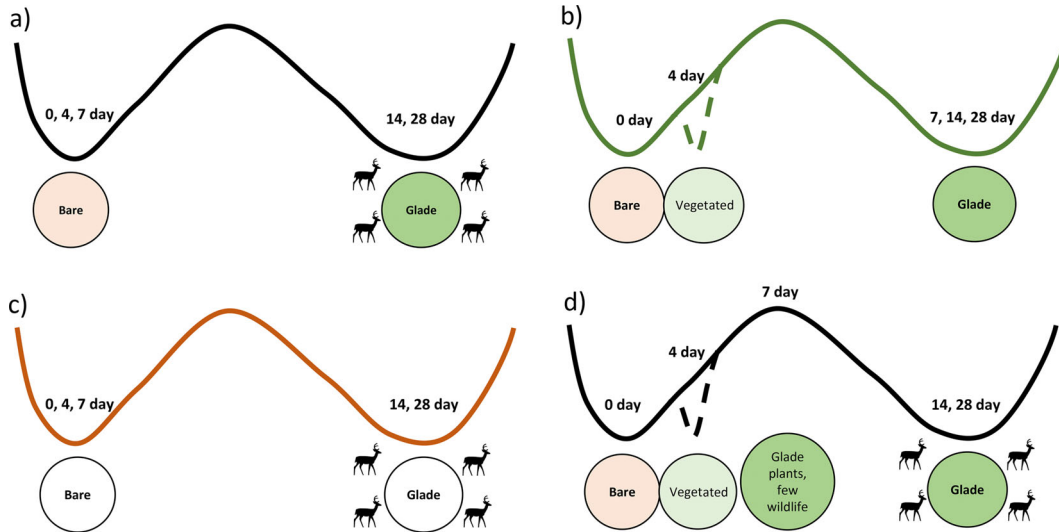 a)
0, 4, 7 day
14, 28 day
Bare
Glade
b)
4 day
0 day
7, 14, 28 day
Bare
Vegetated
Glade
c)
0, 4, 7 day
14, 28 day
Bare
Glade
d)
7 day
4 day
0 day
14, 28 day
Bare
Vegetated
Glade
plants,
few
wildlife
Glade